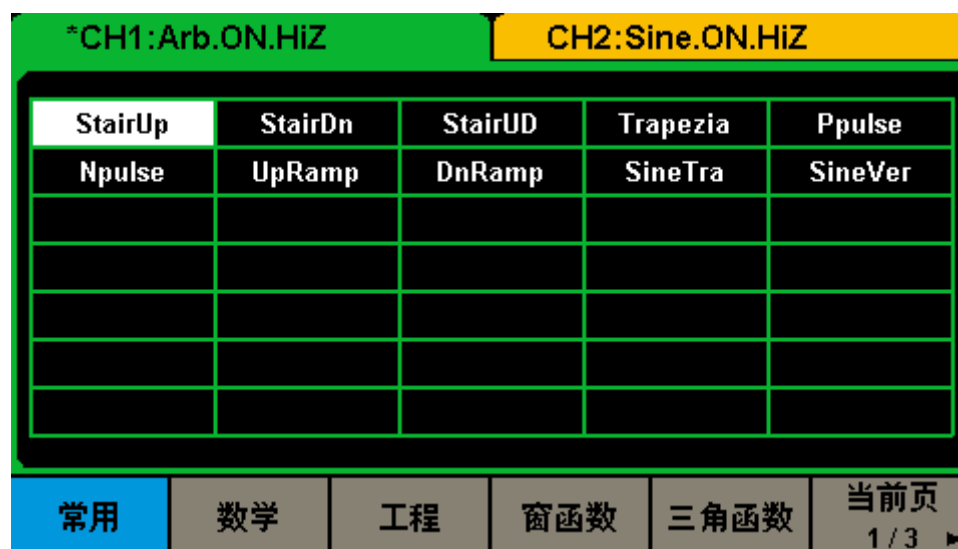 *CH1:Arb.ON.HiZ CH2:Sine.ON.HiZ
StairUp StairDn StairUD Trapezia Ppulse
Npulse UpRamp DnRamp SineTra SineVer
常用 数学 工程 窗函数 三角函数 当前页
1/3